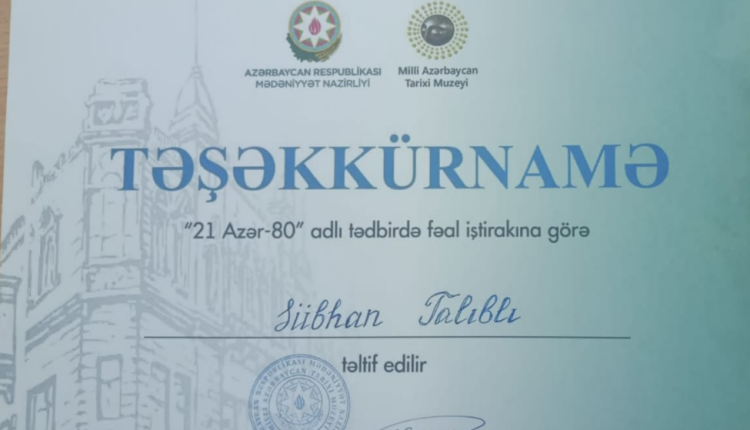 AZƏRBAYCAN RESPUBLİKASI
MƏDƏNİYYƏT NAZİRLİYİ
Milli Azərbaycan
Tarixi Muzeyi
TƏŞƏKKÜRNAMƏ
“21 Azər-80” adlı tədbirdə fəal iştirakına görə
Sübhan Talıblı
təltif edilir